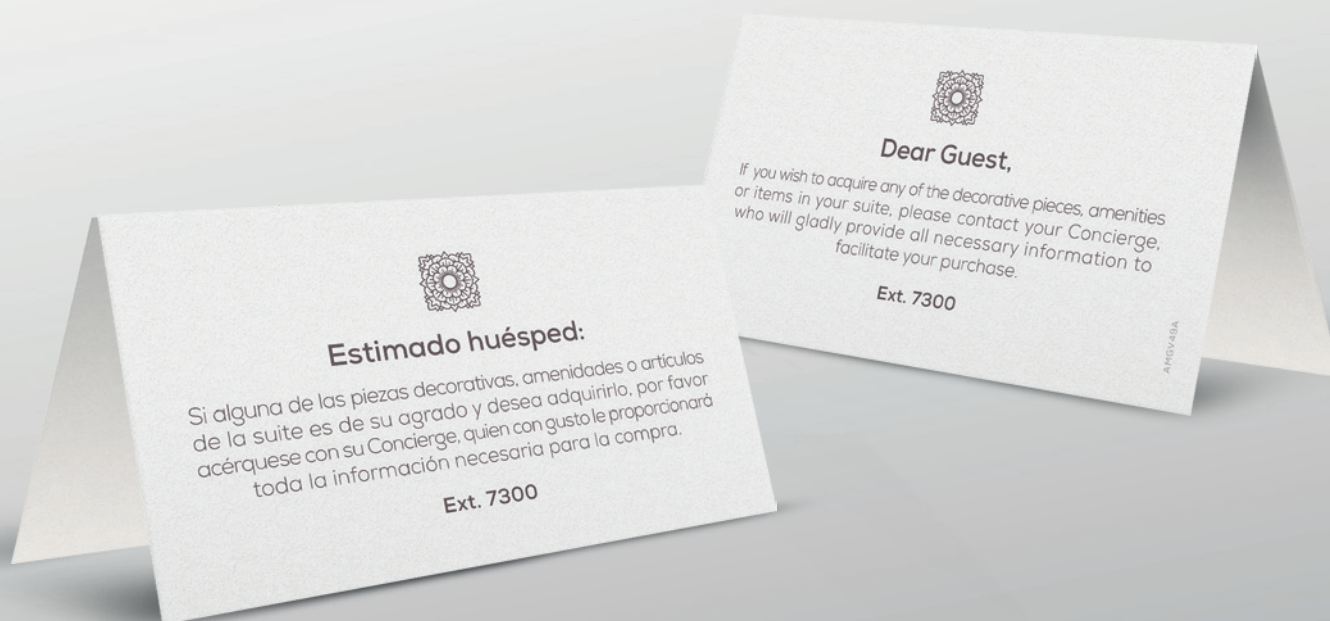 Estimado huésped:
Si alguna de las piezas decorativas, amenidades o artículos
de la suite es de su agrado y desea adquirirlo, por favor
acérquese con su Concierge, quien con gusto le proporcionará
toda la información necesaria para la compra.
Ext. 7300
Dear Guest,
If you wish to acquire any of the decorative pieces, amenities
or items in your suite, please contact your Concierge,
who will gladly provide all necessary information to
facilitate your purchase.
Ext. 7300
AMGV49A